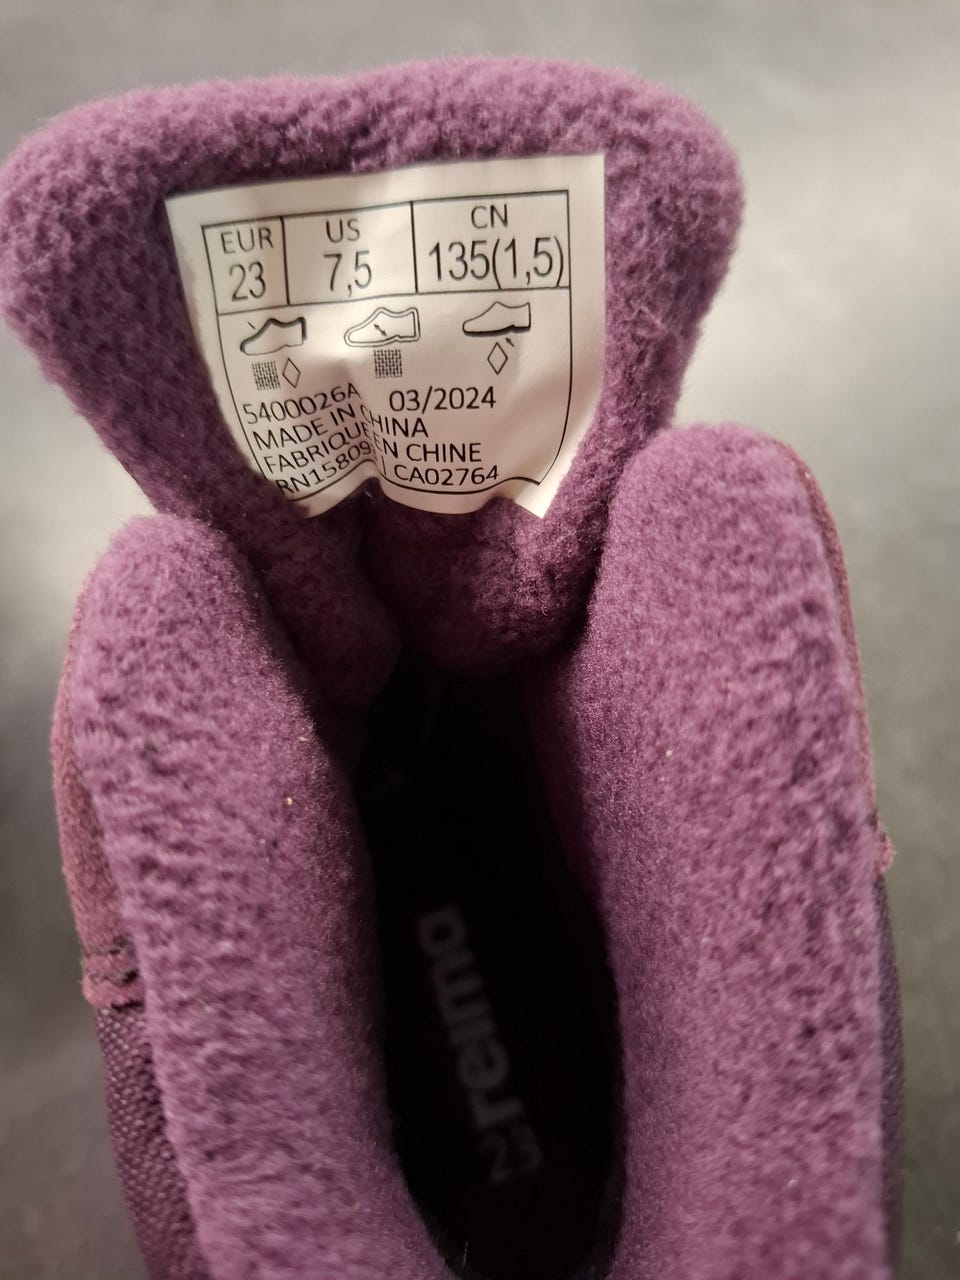 EUR US CN
23 7,5 135(1,5)
5400026A 03/2024
MADE IN CHINA
FABRIQUE EN CHINE
RN15809 CA02764
reima
23